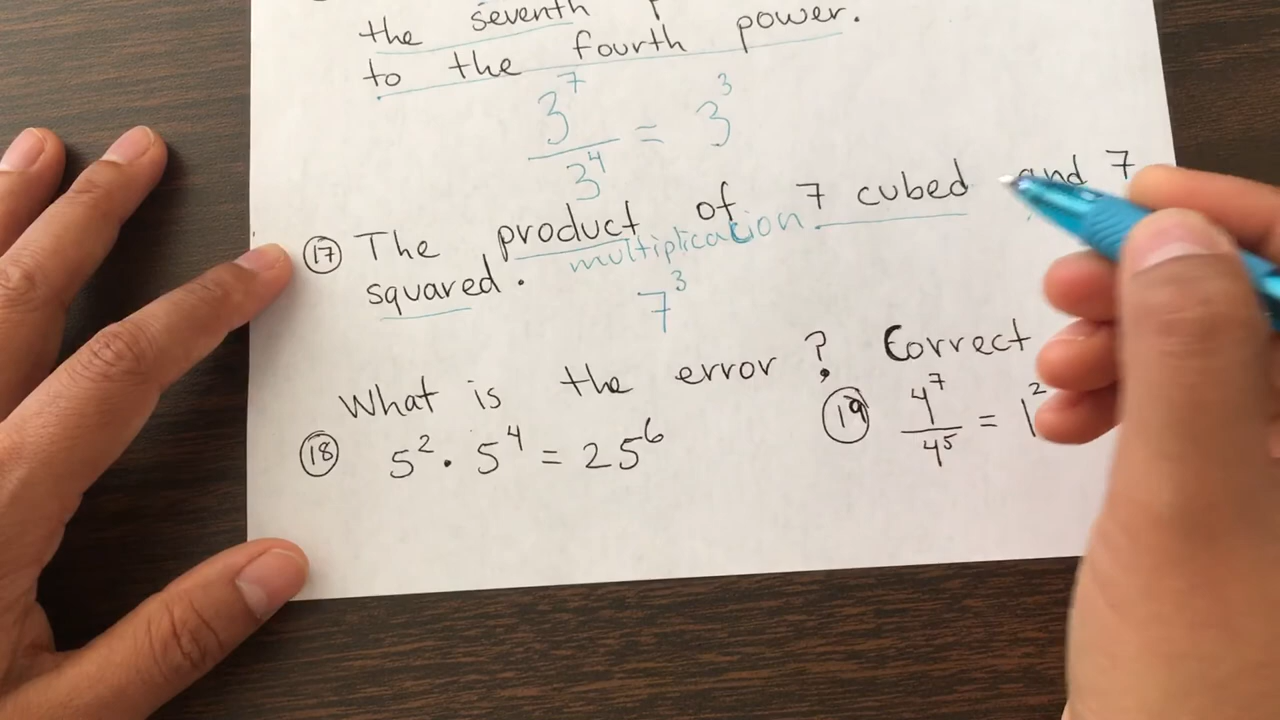 the seventh
to the fourth power.
3^7/3^4 = 3^3
17 The product of 7 cubed and 7
squared. multiplication
7^3
What is the error? Correct
18 5^2 · 5^4 = 25^6 19 4^7/4^5 = 1^2